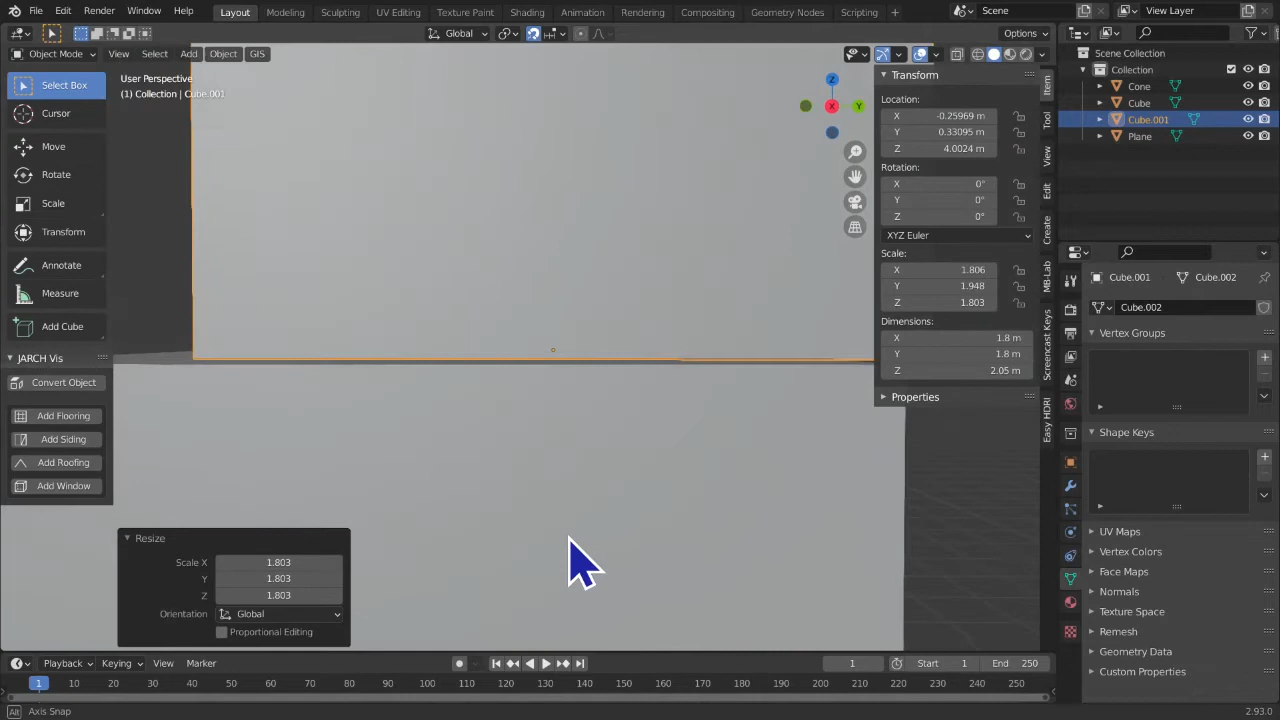 File Edit Render Window Help Layout Modeling Sculpting UV Editing Texture Paint Shading Animation Rendering Compositing Geometry Nodes Scripting + Scene View Layer
Global Options
Object Mode View Select Add Object GIS
Select Box
Cursor
Move
Rotate
Scale
Transform
Annotate
Measure
Add Cube
JARCH Vis
Convert Object
Add Flooring
Add Siding
Add Roofing
Add Window
User Perspective
(1) Collection | Cube.001
Z
X
Y
Transform
Location:
X -0.25969 m
Y 0.33095 m
Z 4.0024 m
Rotation:
X 0°
Y 0°
Z 0°
XYZ Euler
Scale:
X 1.806
Y 1.948
Z 1.803
Dimensions:
X 1.8 m
Y 1.8 m
Z 2.05 m
Properties
Item
Tool
View
Edit
Create
MB-Lab
Screencast Keys
Easy HDRI
Scene Collection
Collection
Cone
Cube
Cube.001
Plane
Cube.001 Cube.002
Cube.002
Vertex Groups
Shape Keys
UV Maps
Vertex Colors
Face Maps
Normals
Texture Space
Remesh
Geometry Data
Custom Properties
Resize
Scale X 1.803
Y 1.803
Z 1.803
Orientation Global
Proportional Editing
Playback Keying View Marker 1 Start 1 End 250
1 10 20 30 40 50 60 70 80 90 100 110 120 130 140 150 160 170 180 190 200 210 220 230 240 250
Alt Axis Snap 2.93.0